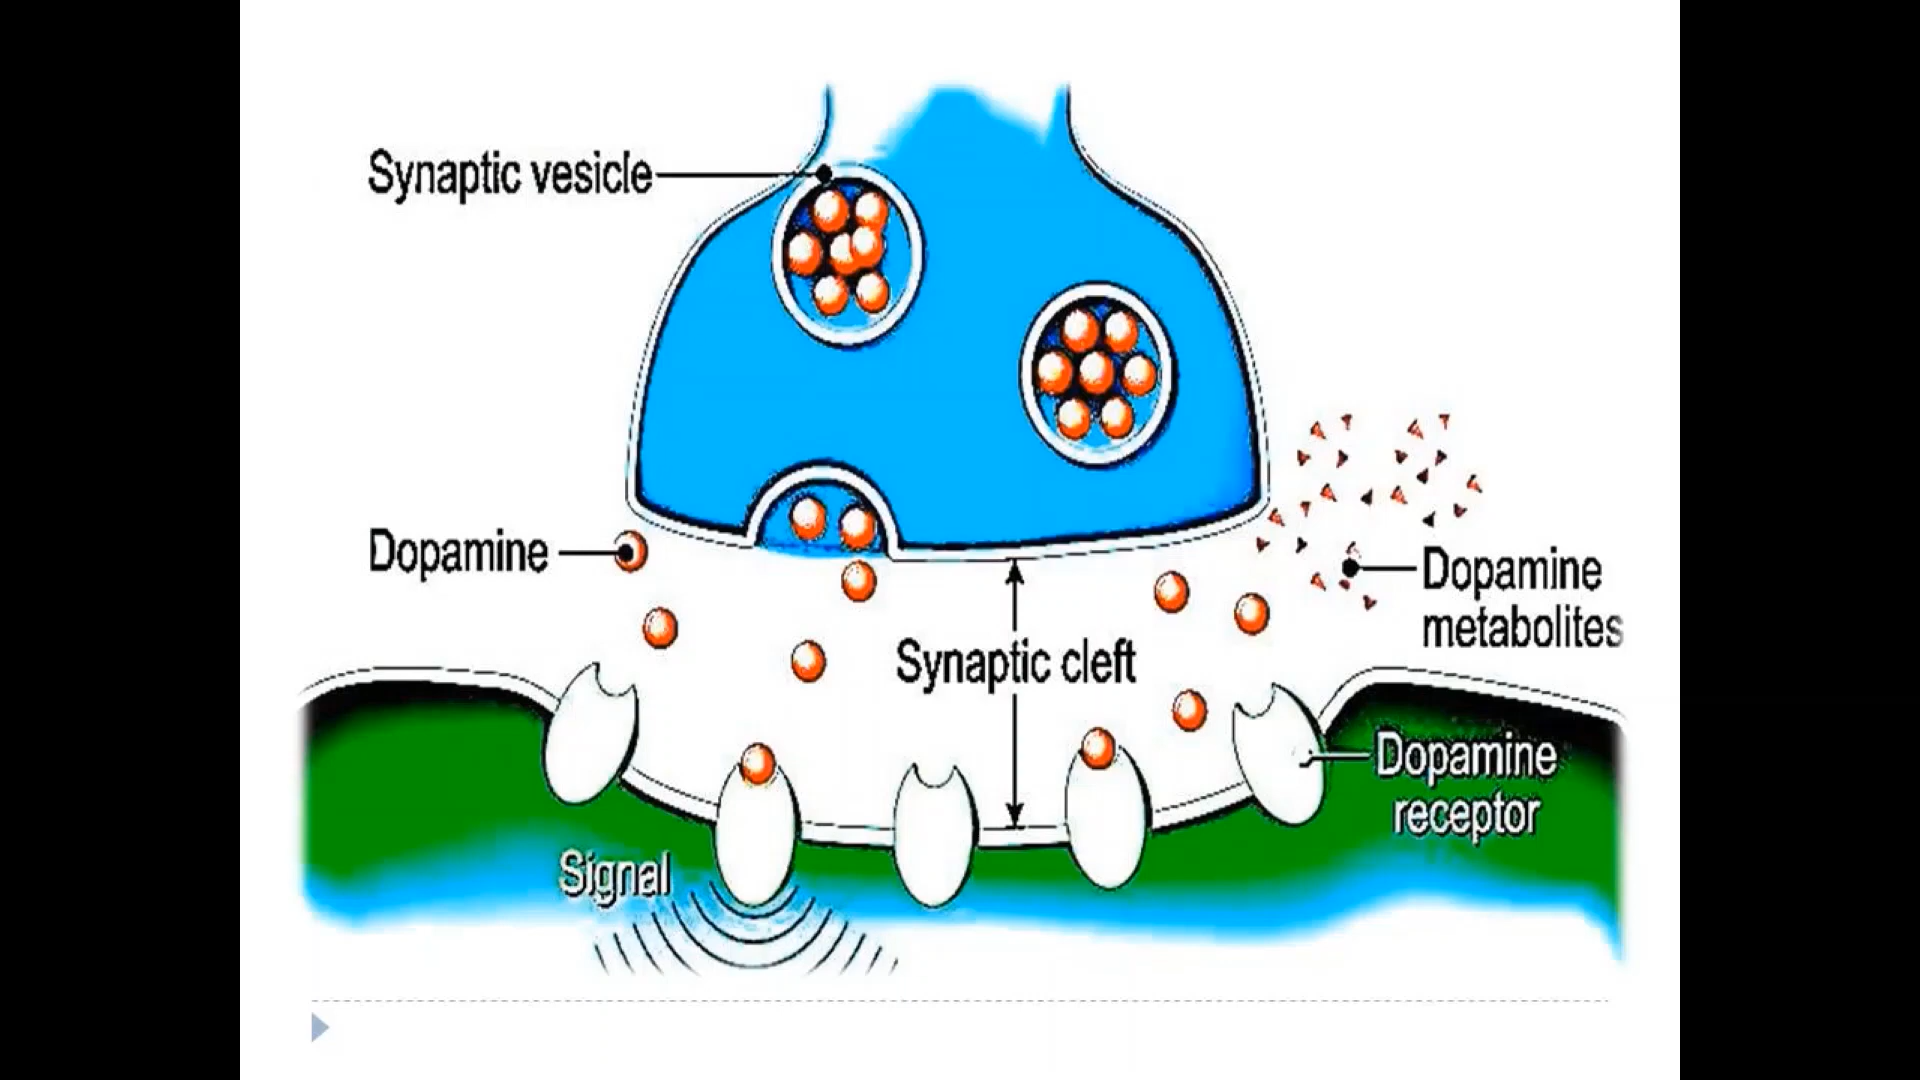 Synaptic vesicle
Dopamine
Dopamine
metabolites
Synaptic cleft
Dopamine
receptor
Signal